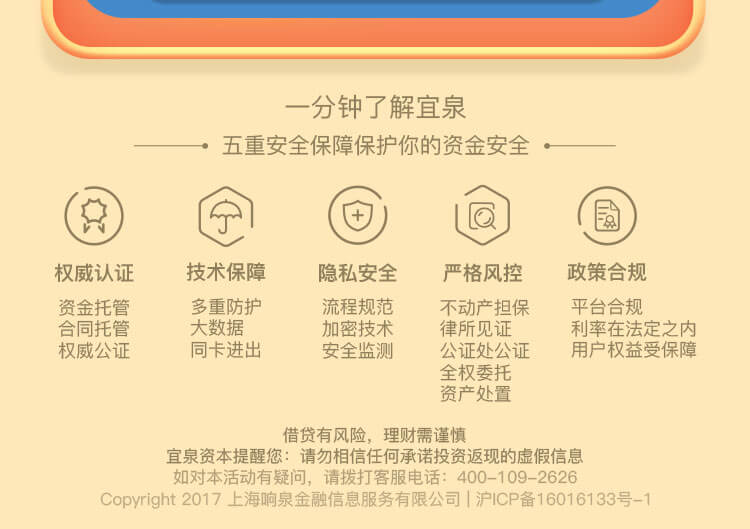 一分钟了解宜泉
五重安全保障保护你的资金安全
权威认证
资金托管
合同托管
权威公证
技术保障
多重防护
大数据
同卡进出
隐私安全
流程规范
加密技术
安全监测
严格风控
不动产担保
律所见证
公证处公证
全权委托
资产处置
政策合规
平台合规
利率在法定之内
用户权益受保障
借贷有风险，理财需谨慎
宜泉资本提醒您：请勿相信任何承诺投资返现的虚假信息
如对本活动有疑问，请拨打客服电话：400-109-2626
Copyright 2017 上海响泉金融信息服务有限公司 | 沪ICP备16016133号-1